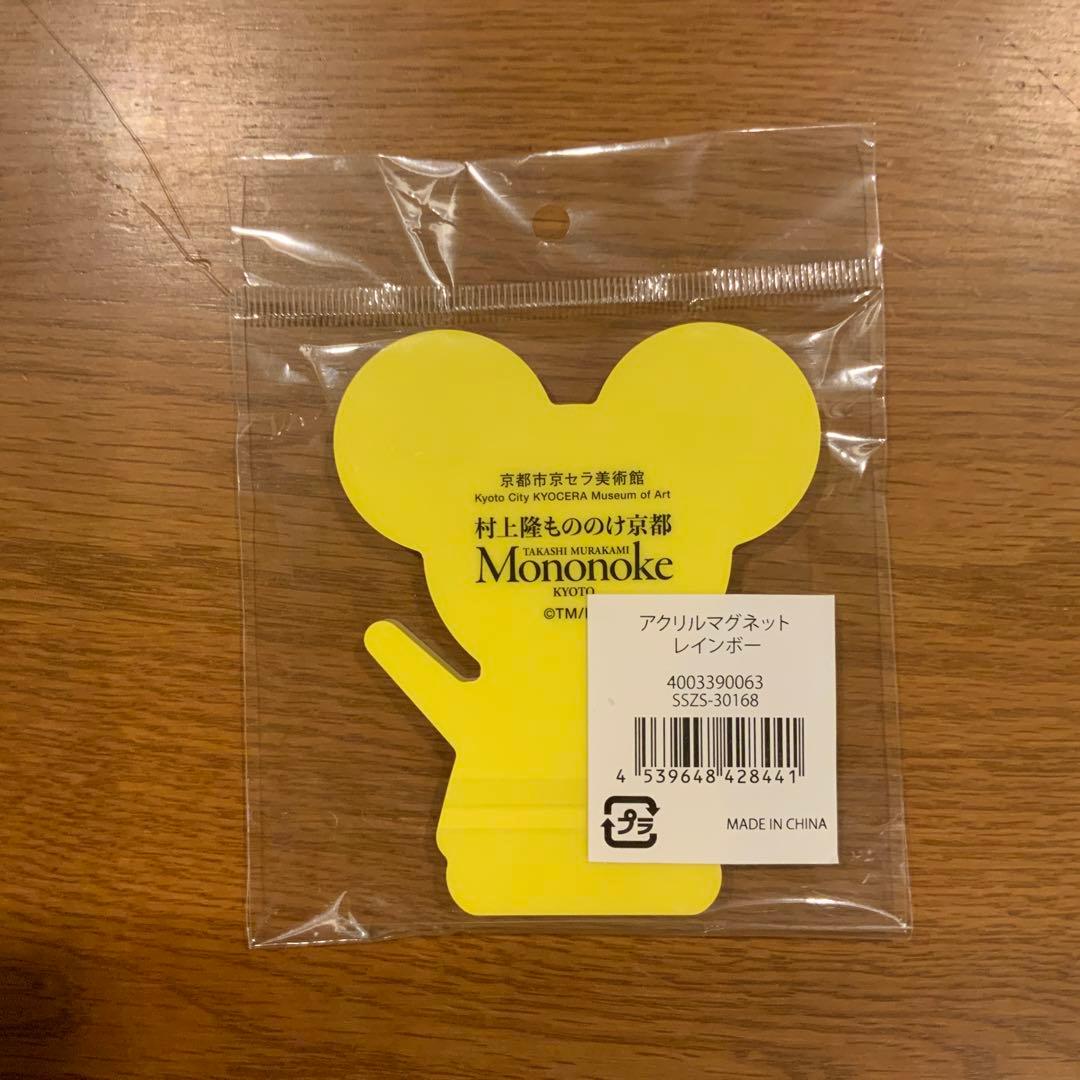 京都市京セラ美術館
Kyoto City KYOCERA Museum of Art
村上隆もののけ京都
TAKASHI MURAKAMI
Mononoke
KYOTO
©TM/
アクリルマグネット
レインボー
4003390063
SSZS-30168
4 539648 428441
プラ
MADE IN CHINA